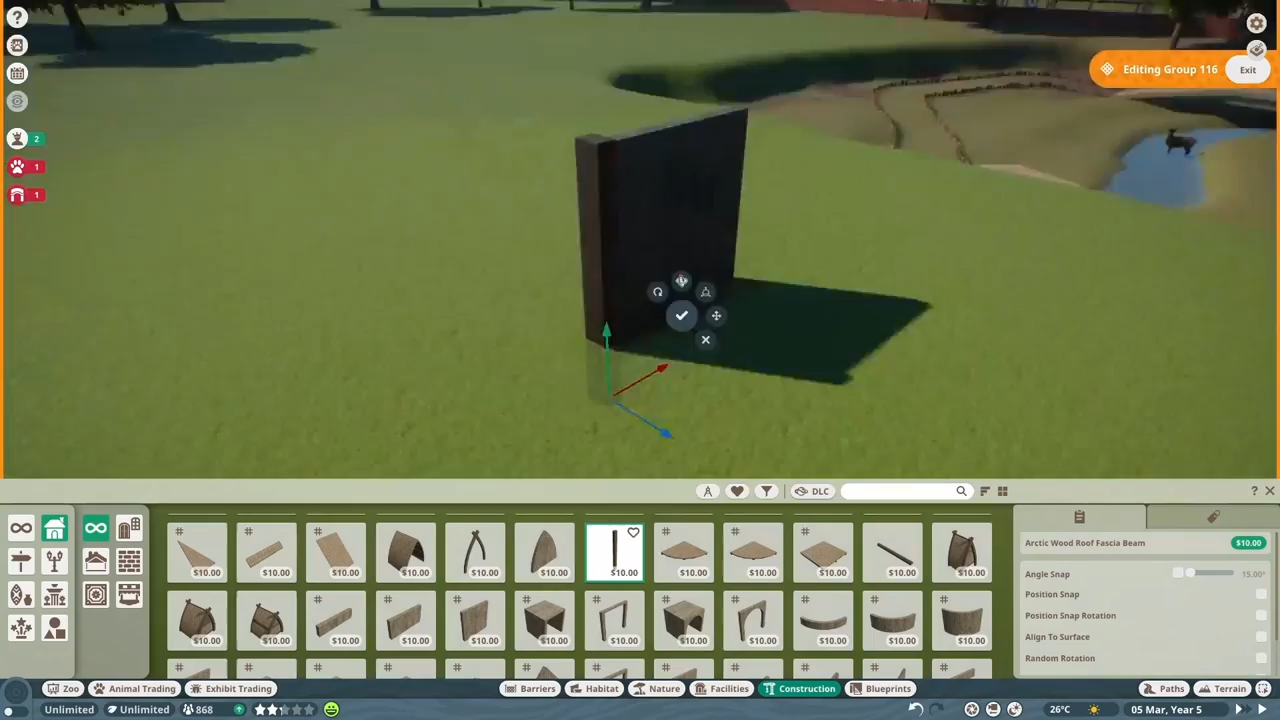 Editing Group 116 Exit
2
1
1
DLC
$10.00 $10.00 $10.00 $10.00 $10.00 $10.00 $10.00 $10.00 $10.00 $10.00 $10.00 $10.00
$10.00 $10.00 $10.00 $10.00 $10.00 $10.00 $10.00 $10.00 $10.00 $10.00 $10.00 $10.00
Arctic Wood Roof Fascia Beam $10.00
Angle Snap 15.00°
Position Snap
Position Snap Rotation
Align To Surface
Random Rotation
Zoo Animal Trading Exhibit Trading Barriers Habitat Nature Facilities Construction Blueprints Paths Terrain
Unlimited Unlimited 868 26°C 05 Mar, Year 5